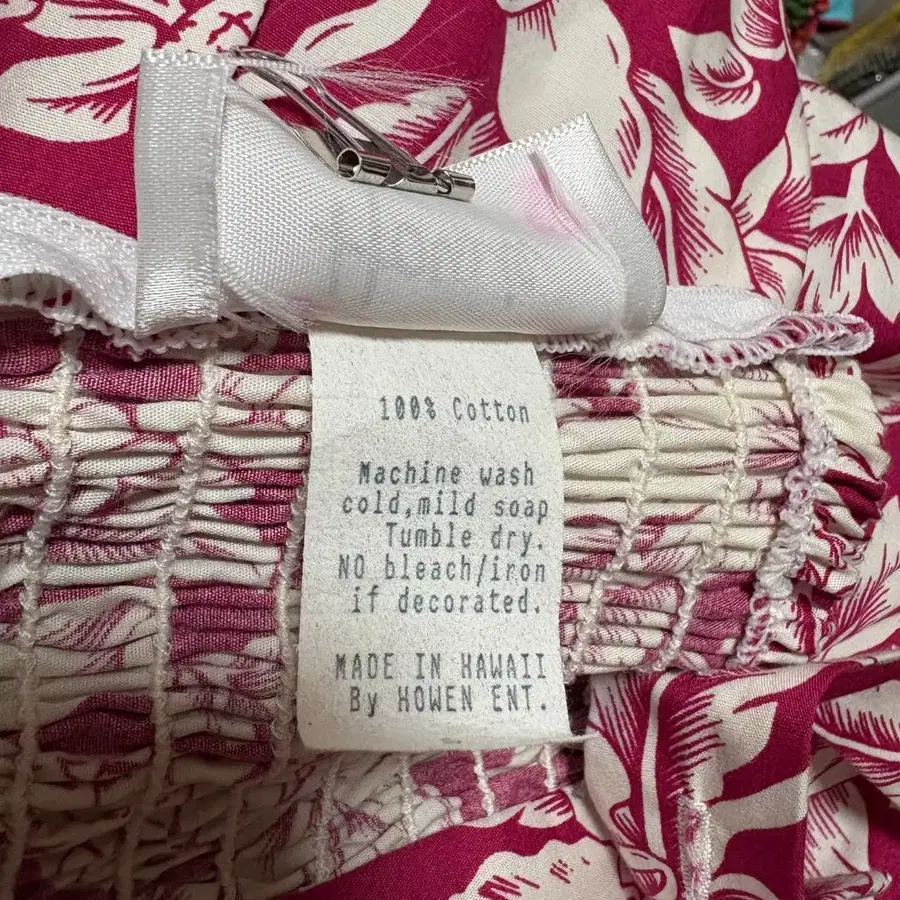 100% Cotton
Machine wash
cold,mild soap
Tumble dry.
NO bleach/iron
if decorated.
MADE IN HAWAII
By HOWEN ENT.